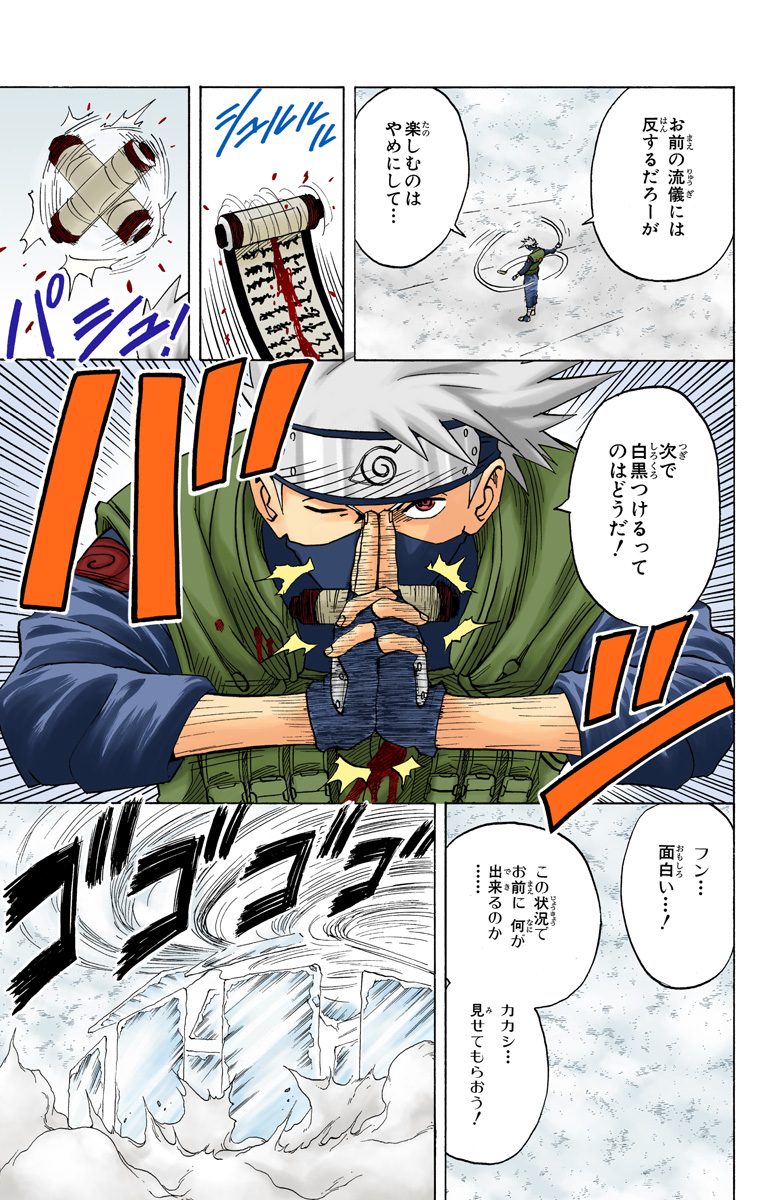 お前の流儀には
反するだろーが
楽しむのは
やめにして…
シュルルル
パシュ!
次で
白黒つけるって
のはどうだ!
バババッ
フン…
面白い…!
この状況で
お前に何が
出来るのか
……
カカシ…
見せてもらおう!
ゴゴゴゴ